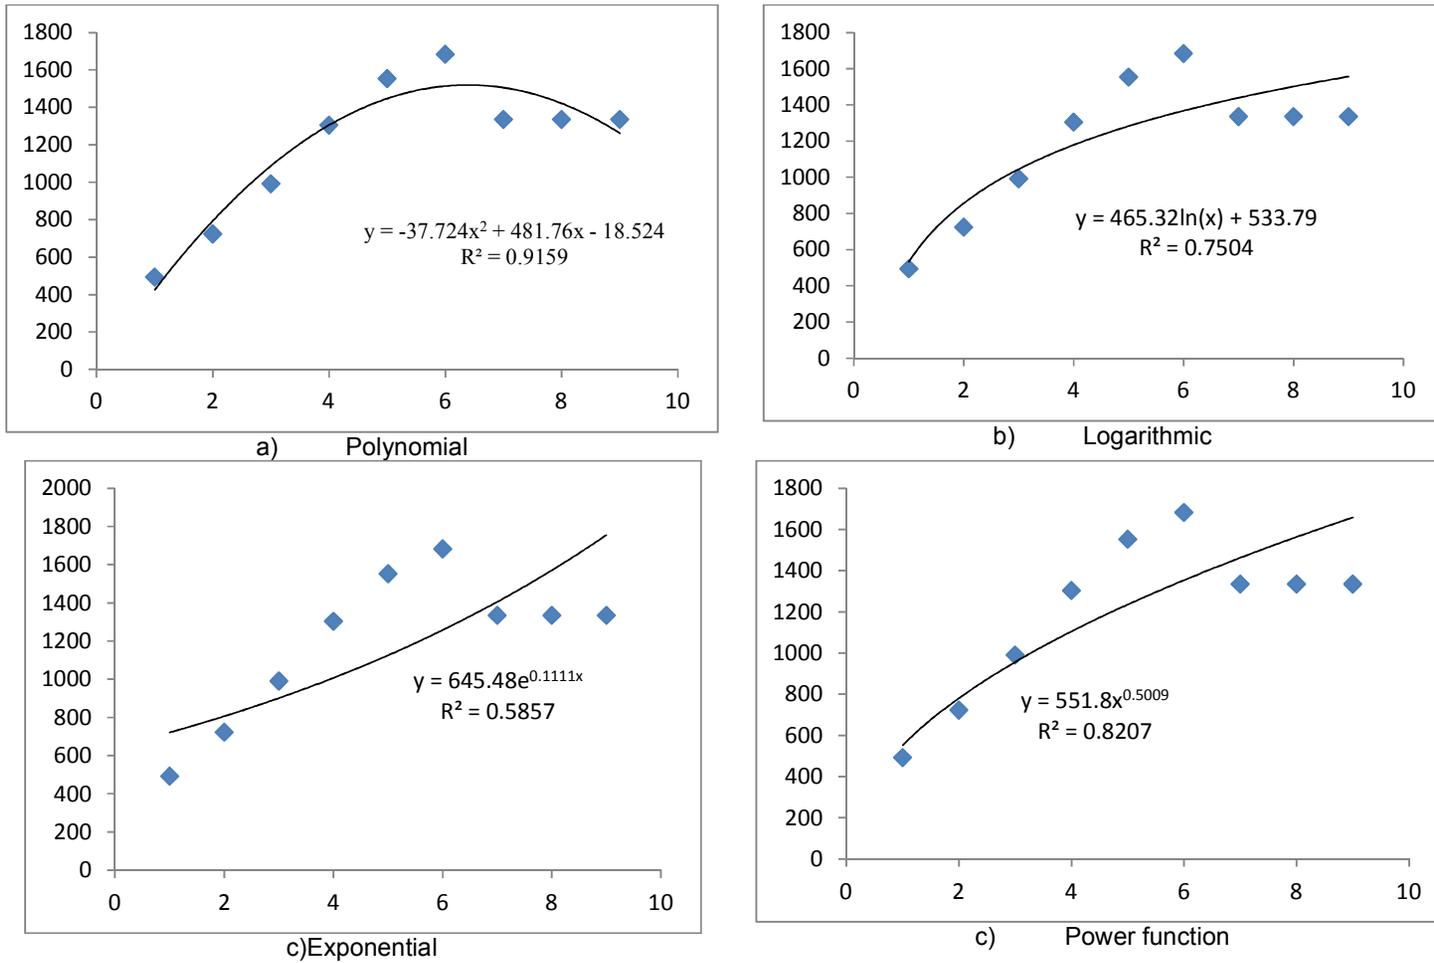 1800
1600
1400
1200
1000
800
600
400
200
0
0 2 4 6 8 10
y = -37.724x² + 481.76x - 18.524
R² = 0.9159
a) Polynomial
1800
1600
1400
1200
1000
800
600
400
200
0
0 2 4 6 8 10
y = 465.32ln(x) + 533.79
R² = 0.7504
b) Logarithmic
2000
1800
1600
1400
1200
1000
800
600
400
200
0
0 2 4 6 8 10
y = 645.48e^0.1111x
R² = 0.5857
c)Exponential
1800
1600
1400
1200
1000
800
600
400
200
0
0 2 4 6 8 10
y = 551.8x^0.5009
R² = 0.8207
c) Power function